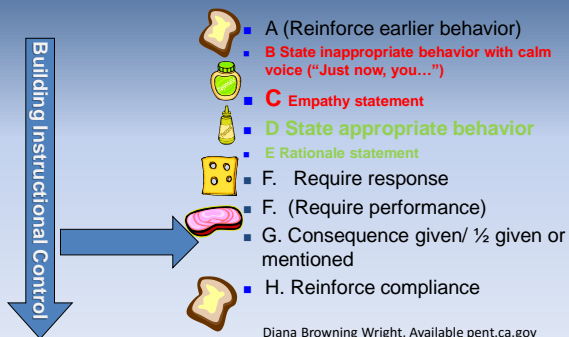 Building Instructional Control
A (Reinforce earlier behavior)
B State inappropriate behavior with calm
voice (“Just now, you…”)
C Empathy statement
D State appropriate behavior
E Rationale statement
F. Require response
F. (Require performance)
G. Consequence given/ ½ given or
mentioned
H. Reinforce compliance
Diana Browning Wright. Available pent.ca.gov